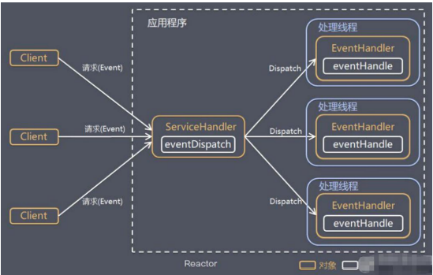 应用程序
处理线程
EventHandler
eventHandle
Client
请求(Event)
Dispatch
处理线程
EventHandler
eventHandle
Client
请求(Event)
ServiceHandler
eventDispatch
Dispatch
处理线程
EventHandler
eventHandle
Client
请求(Event)
Dispatch
Reactor
对象